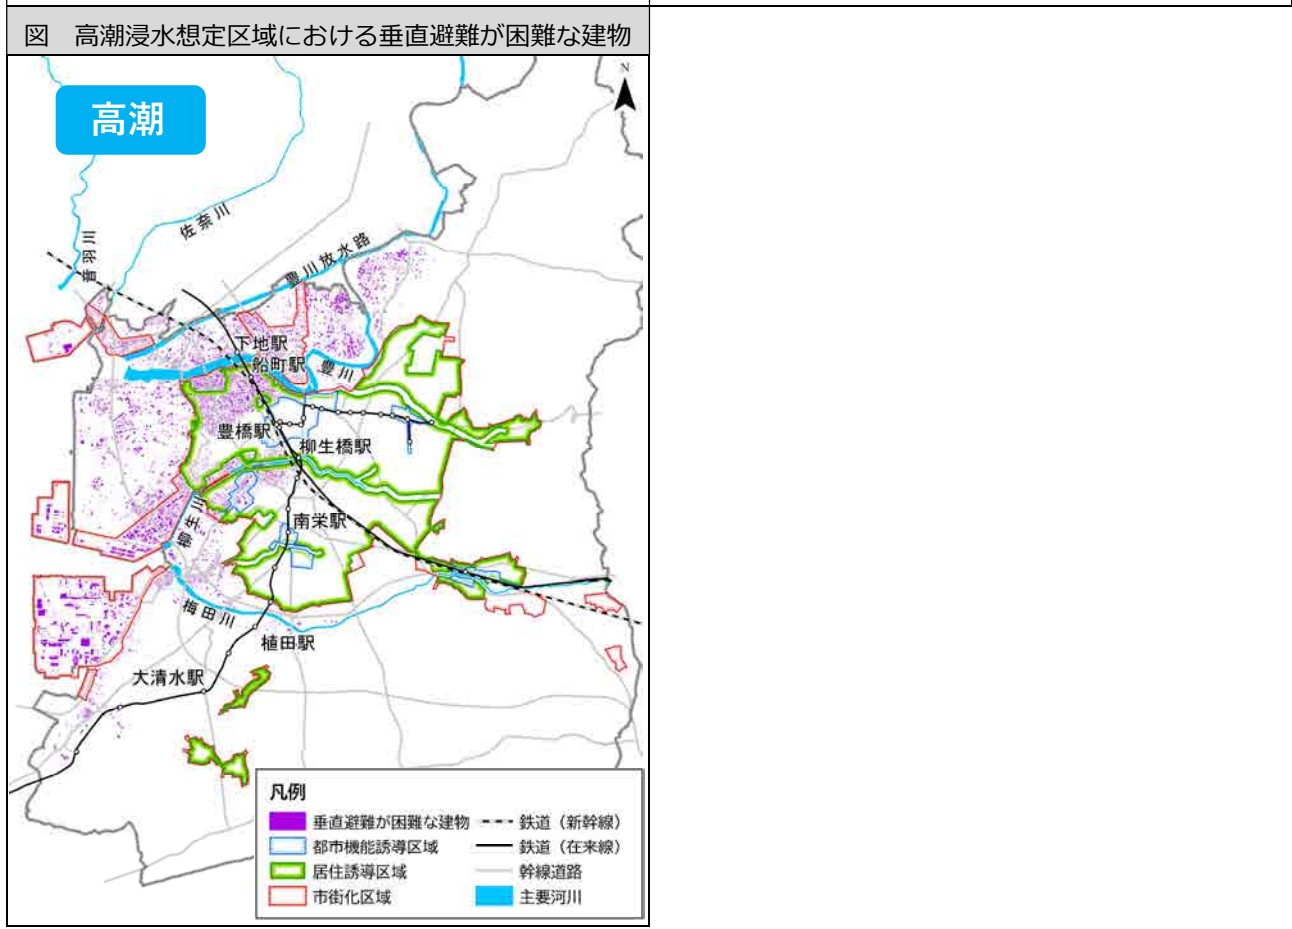 図　高潮浸水想定区域における垂直避難が困難な建物
高潮
N
佐奈川
音羽川
豊川放水路
下地駅
船町駅
豊川
豊橋駅
柳生橋駅
柳生川
南栄駅
梅田川
植田駅
大清水駅
凡例
垂直避難が困難な建物
鉄道（新幹線）
都市機能誘導区域
鉄道（在来線）
居住誘導区域
幹線道路
市街化区域
主要河川